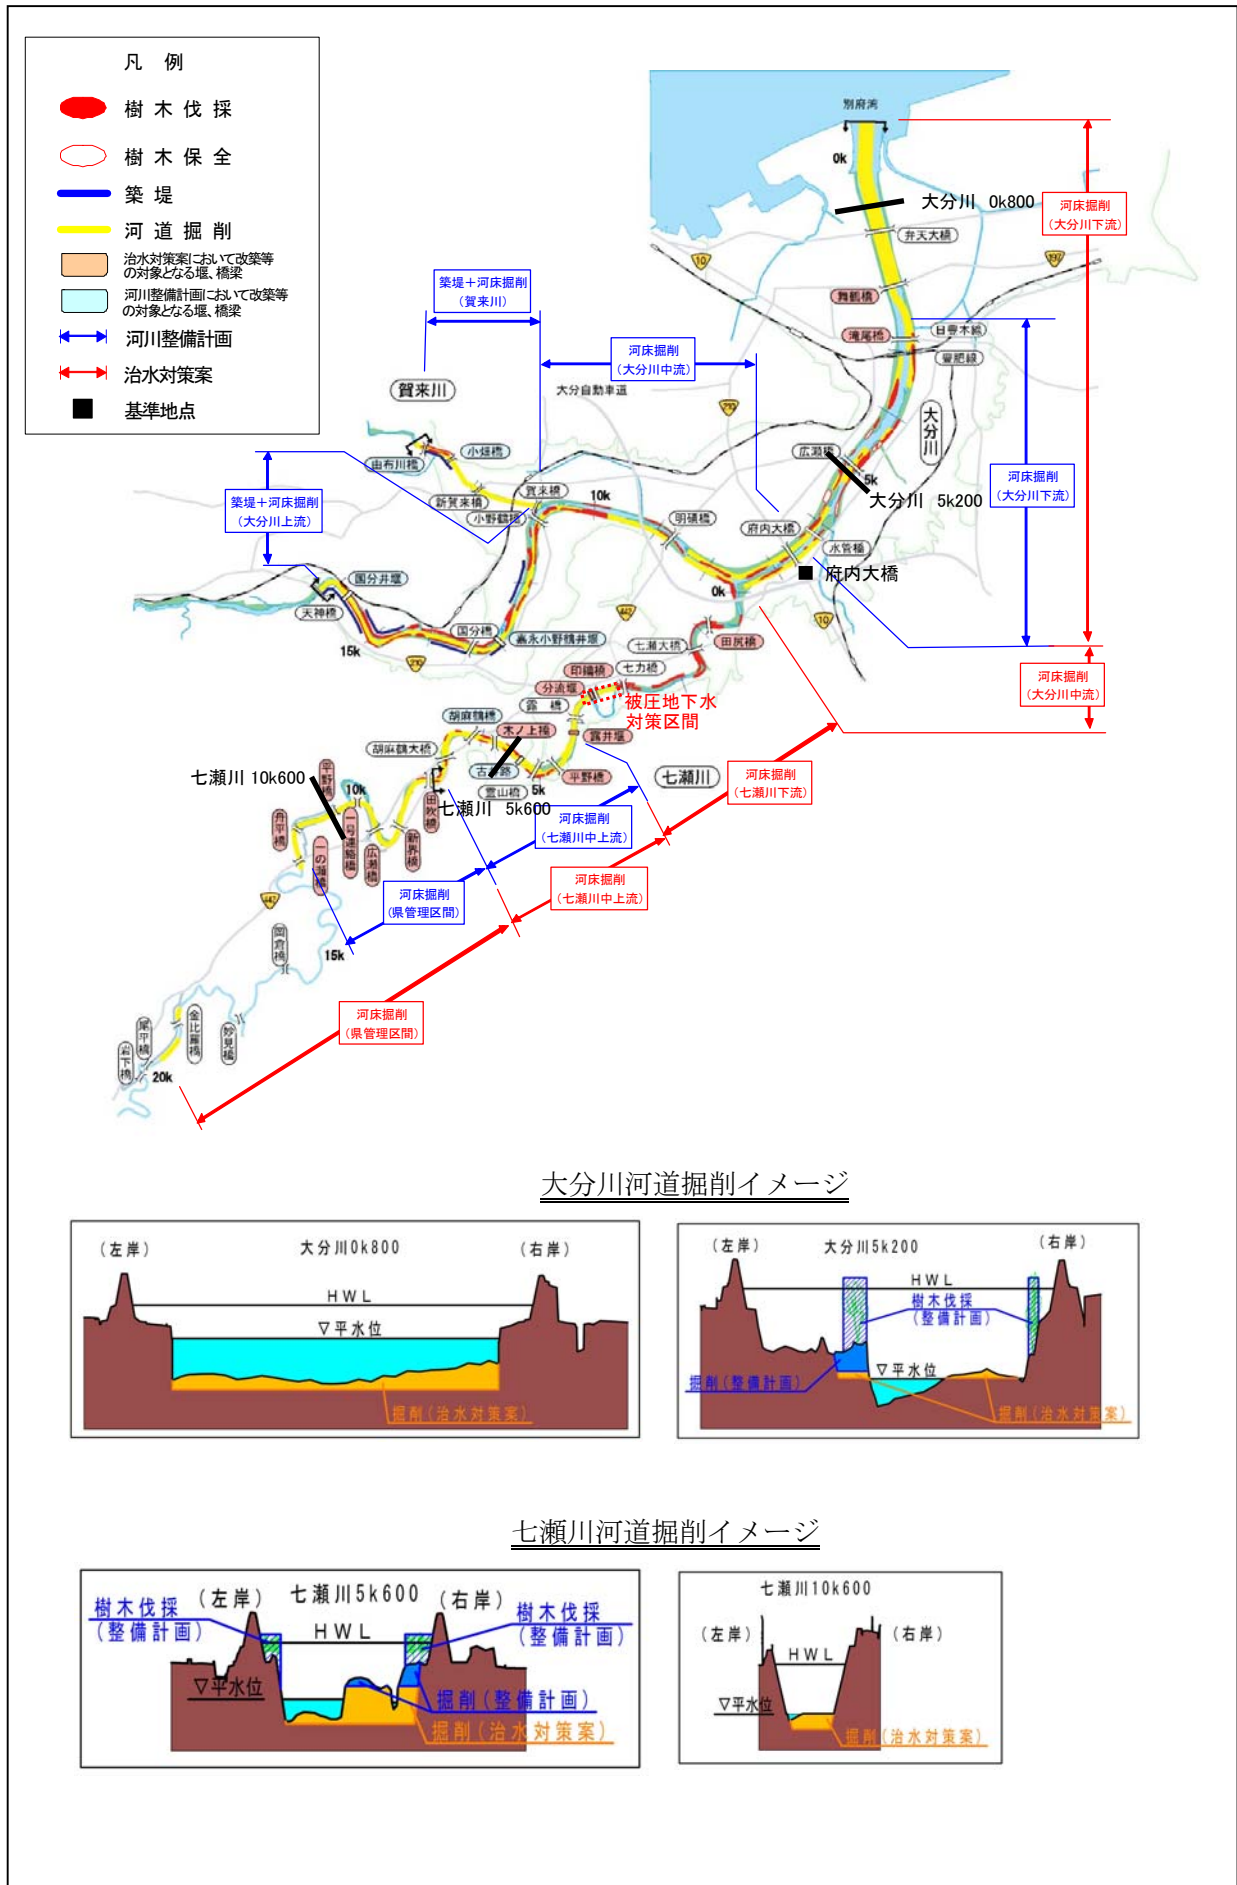 凡 例
樹木伐採
樹木保全
築堤
河道掘削
治水対策案において改築等
の対象となる堰、橋梁
河川整備計画において改築等
の対象となる堰、橋梁
河川整備計画
治水対策案
基準地点
別府湾
0k
大分川 0k800
弁天大橋
河床掘削
(大分川下流)
10
197
舞鶴橋
滝尾橋
日豊本線
豊肥線
築堤+河床掘削
(賀来川)
河床掘削
(大分川中流)
大分自動車道
賀来川
210
大分川
広瀬橋
5k
大分川 5k200
河床掘削
(大分川下流)
由布川橋
小畑橋
新賀来橋
賀来橋
小野鶴橋
10k
明磧橋
府内大橋
水管橋
府内大橋
築堤+河床掘削
(大分川上流)
国分井堰
天神橋
15k
国分橋
嘉永小野鶴井堰
210
442
0k
10
七瀬大橋
田尻橋
印鑰橋
七力橋
分流堰
露橋
被圧地下水
対策区間
河床掘削
(大分川中流)
胡麻鶴橋
木ノ上橋
露井堰
胡麻鶴大橋
5k
平野橋
霊山橋
七瀬川
河床掘削
(七瀬川下流)
七瀬川 10k600
平野橋
10k
七瀬川 5k600
田吹橋
丹平橋
一の瀬橋
一号連絡橋
広瀬橋
新界橋
河床掘削
(七瀬川中上流)
河床掘削
(七瀬川中上流)
河床掘削
(県管理区間)
442
岡倉橋
15k
河床掘削
(県管理区間)
金比羅橋
妙見橋
尾平橋
岩下橋
20k
大分川河道掘削イメージ
(左岸) 大分川0k800 (右岸)
HWL
▽平水位
掘削(治水対策案)
(左岸) 大分川5k200 (右岸)
HWL
樹木伐採
(整備計画)
▽平水位
掘削(整備計画)
掘削(治水対策案)
七瀬川河道掘削イメージ
(左岸) 七瀬川5k600 (右岸)
樹木伐採
(整備計画)
HWL
樹木伐採
(整備計画)
▽平水位
掘削(整備計画)
掘削(治水対策案)
七瀬川10k600
(左岸) (右岸)
HWL
▽平水位
掘削(治水対策案)